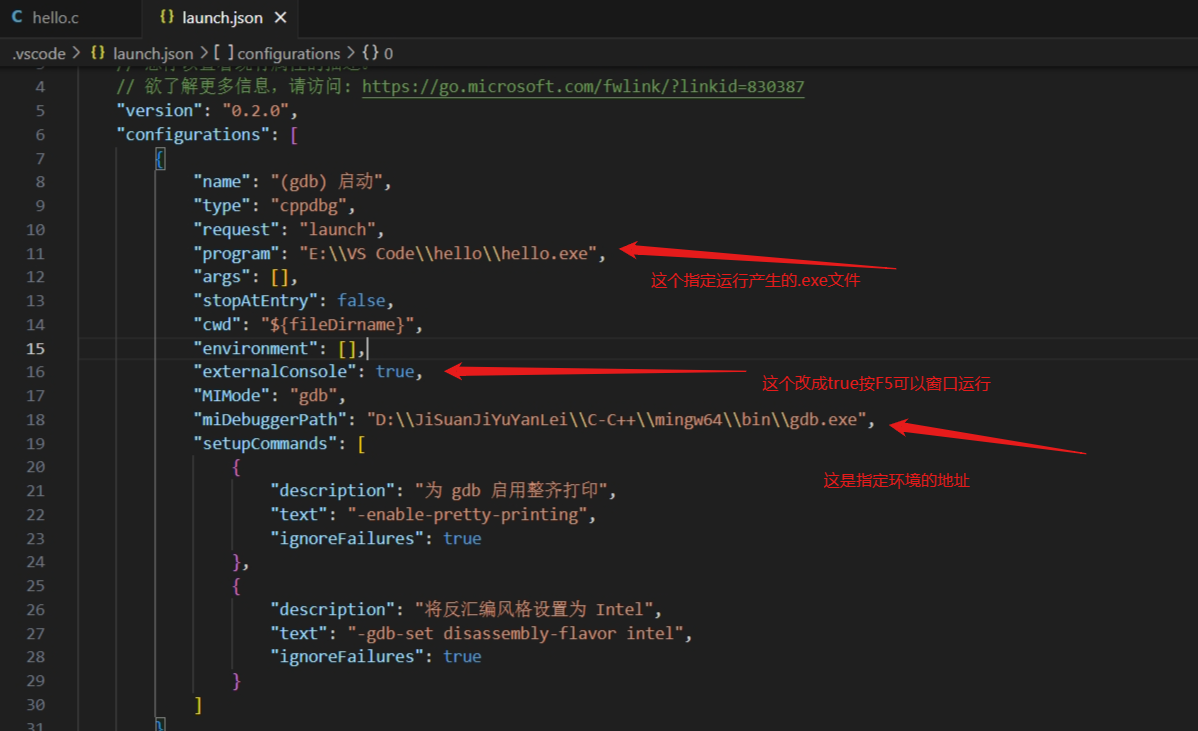 hello.c
launch.json
.vscode > launch.json > [ ] configurations > {} 0
4 // 欲了解更多信息，请访问: https://go.microsoft.com/fwlink/?linkid=830387
5 "version": "0.2.0",
6 "configurations": [
7 {
8 "name": "(gdb) 启动",
9 "type": "cppdbg",
10 "request": "launch",
11 "program": "E:\\VS Code\\hello\\hello.exe",
这个指定运行产生的.exe文件
12 "args": [],
13 "stopAtEntry": false,
14 "cwd": "${fileDirname}",
15 "environment": [],
16 "externalConsole": true,
这个改成true按F5可以窗口运行
17 "MIMode": "gdb",
18 "miDebuggerPath": "D:\\JiSuanJiYuYanLei\\C-C++\\mingw64\\bin\\gdb.exe",
19 "setupCommands": [
20 {
这是指定环境的地址
21 "description": "为 gdb 启用整齐打印",
22 "text": "-enable-pretty-printing",
23 "ignoreFailures": true
24 },
25 {
26 "description": "将反汇编风格设置为 Intel",
27 "text": "-gdb-set disassembly-flavor intel",
28 "ignoreFailures": true
29 }
30 ]
31 }